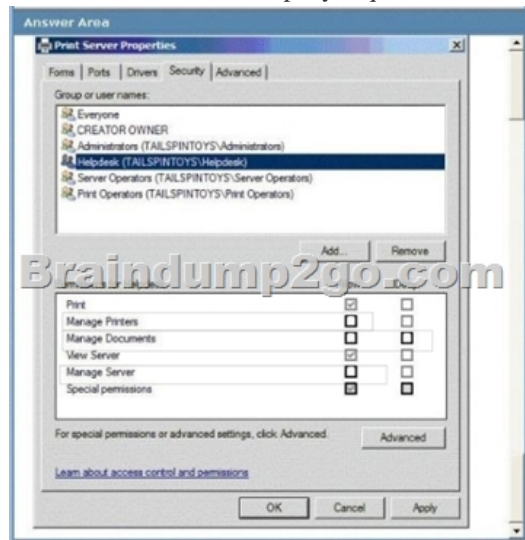 Answer Area
Print Server Properties
Forms Ports Drivers Security Advanced
Group or user names:
Everyone
CREATOR OWNER
Administrators (TAILSPINTOYS\Administrators)
Helpdesk (TAILSPINTOYS\Helpdesk)
Server Operators (TAILSPINTOYS\Server Operators)
Print Operators (TAILSPINTOYS\Print Operators)
Add... Remove
Braindump2go.com
Print
Manage Printers
Manage Documents
View Server
Manage Server
Special permissions
For special permissions or advanced settings, click Advanced.
Advanced
Learn about access control and permissions
OK Cancel Apply